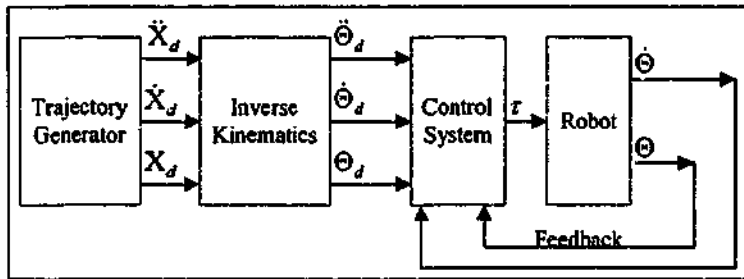 Ẍd
Ẋd
Xd
Θ̈d
Θ̇d
Θd
Trajectory
Generator
Inverse
Kinematics
Control
System
τ
Robot
Θ̇
Θ
Feedback